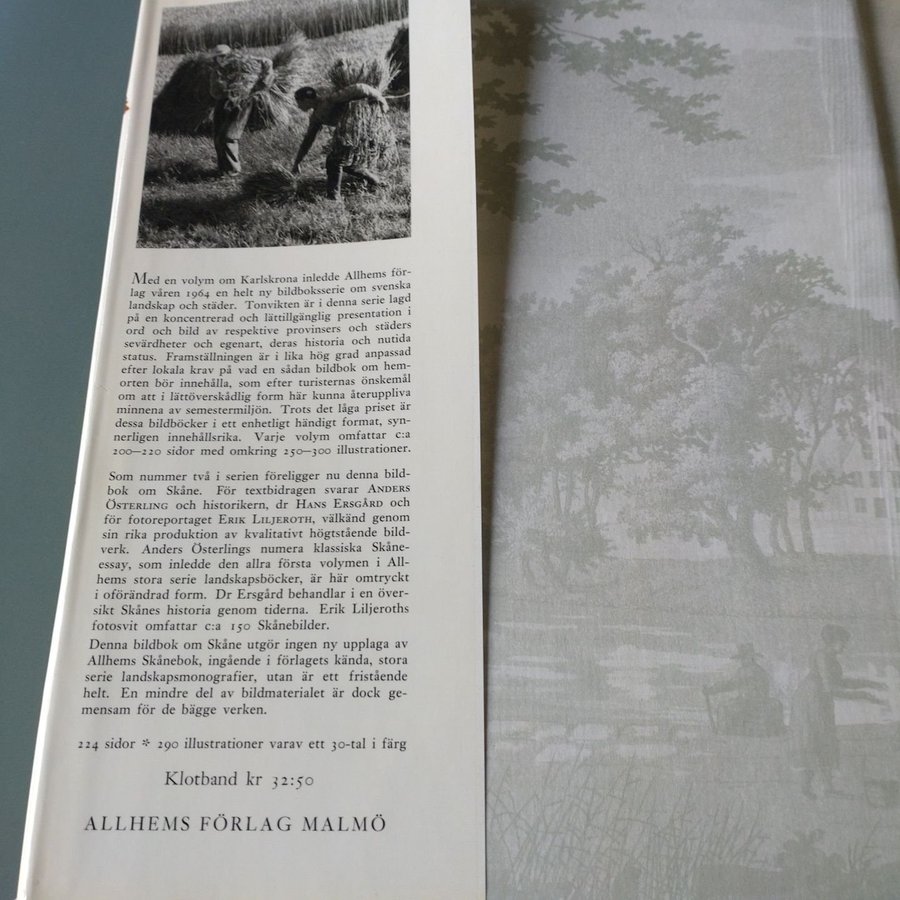 Med en volym om Karlskrona inledde Allhems för-
lag våren 1964 en helt ny bildboksserie om svenska
landskap och städer. Tonvikten är i denna serie lagd
på en koncentrerad och lättillgänglig presentation i
ord och bild av respektive provinsers och städers
sevärdheter och egenart, deras historia och nutida
status. Framställningen är i lika hög grad anpassad
efter lokala krav på vad en sådan bildbok om hem-
orten bör innehålla, som efter turisternas önskemål
om att i lättöverskådlig form här kunna återuppliva
minnena av semestermiljön. Trots det låga priset är
dessa bildböcker i ett enhetligt händigt format, syn-
nerligen innehållsrika. Varje volym omfattar c:a
200—220 sidor med omkring 250—300 illustrationer.
Som nummer två i serien föreligger nu denna bild-
bok om Skåne. För textbidragen svarar ANDERS
ÖSTERLING och historikern, dr HANS ERSGÅRD och
för fotoreportaget ERIK LILJEROTH, välkänd genom
sin rika produktion av kvalitativt högtstående bild-
verk. Anders Österlings numera klassiska Skåne-
essay, som inledde den allra första volymen i All-
hems stora serie landskapsböcker, är här omtryckt
i oförändrad form. Dr Ersgård behandlar i en över-
sikt Skånes historia genom tiderna. Erik Liljeroths
fotosvit omfattar c:a 150 Skånebilder.
Denna bildbok om Skåne utgör ingen ny upplaga av
Allhems Skånebok, ingående i förlagets kända, stora
serie landskapsmonografier, utan är ett fristående
helt. En mindre del av bildmaterialet är dock ge-
mensam för de bägge verken.
224 sidor * 290 illustrationer varav ett 30-tal i färg
Klotband kr 32:50
ALLHEMS FÖRLAG MALMÖ